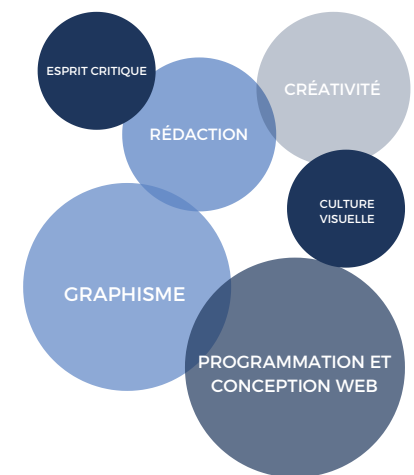 ESPRIT CRITIQUE
CRÉATIVITÉ
RÉDACTION
CULTURE
VISUELLE
GRAPHISME
PROGRAMMATION ET
CONCEPTION WEB